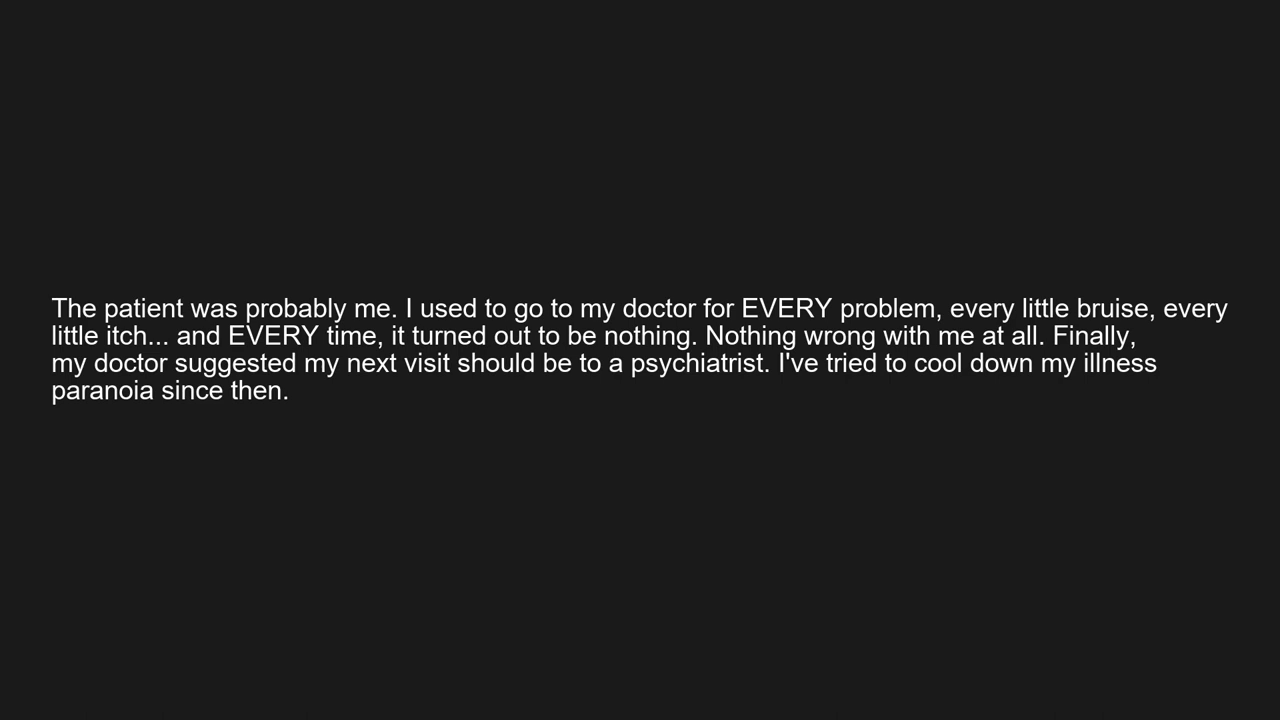 The patient was probably me. I used to go to my doctor for EVERY problem, every little bruise, every
little itch... and EVERY time, it turned out to be nothing. Nothing wrong with me at all. Finally,
my doctor suggested my next visit should be to a psychiatrist. I've tried to cool down my illness
paranoia since then.